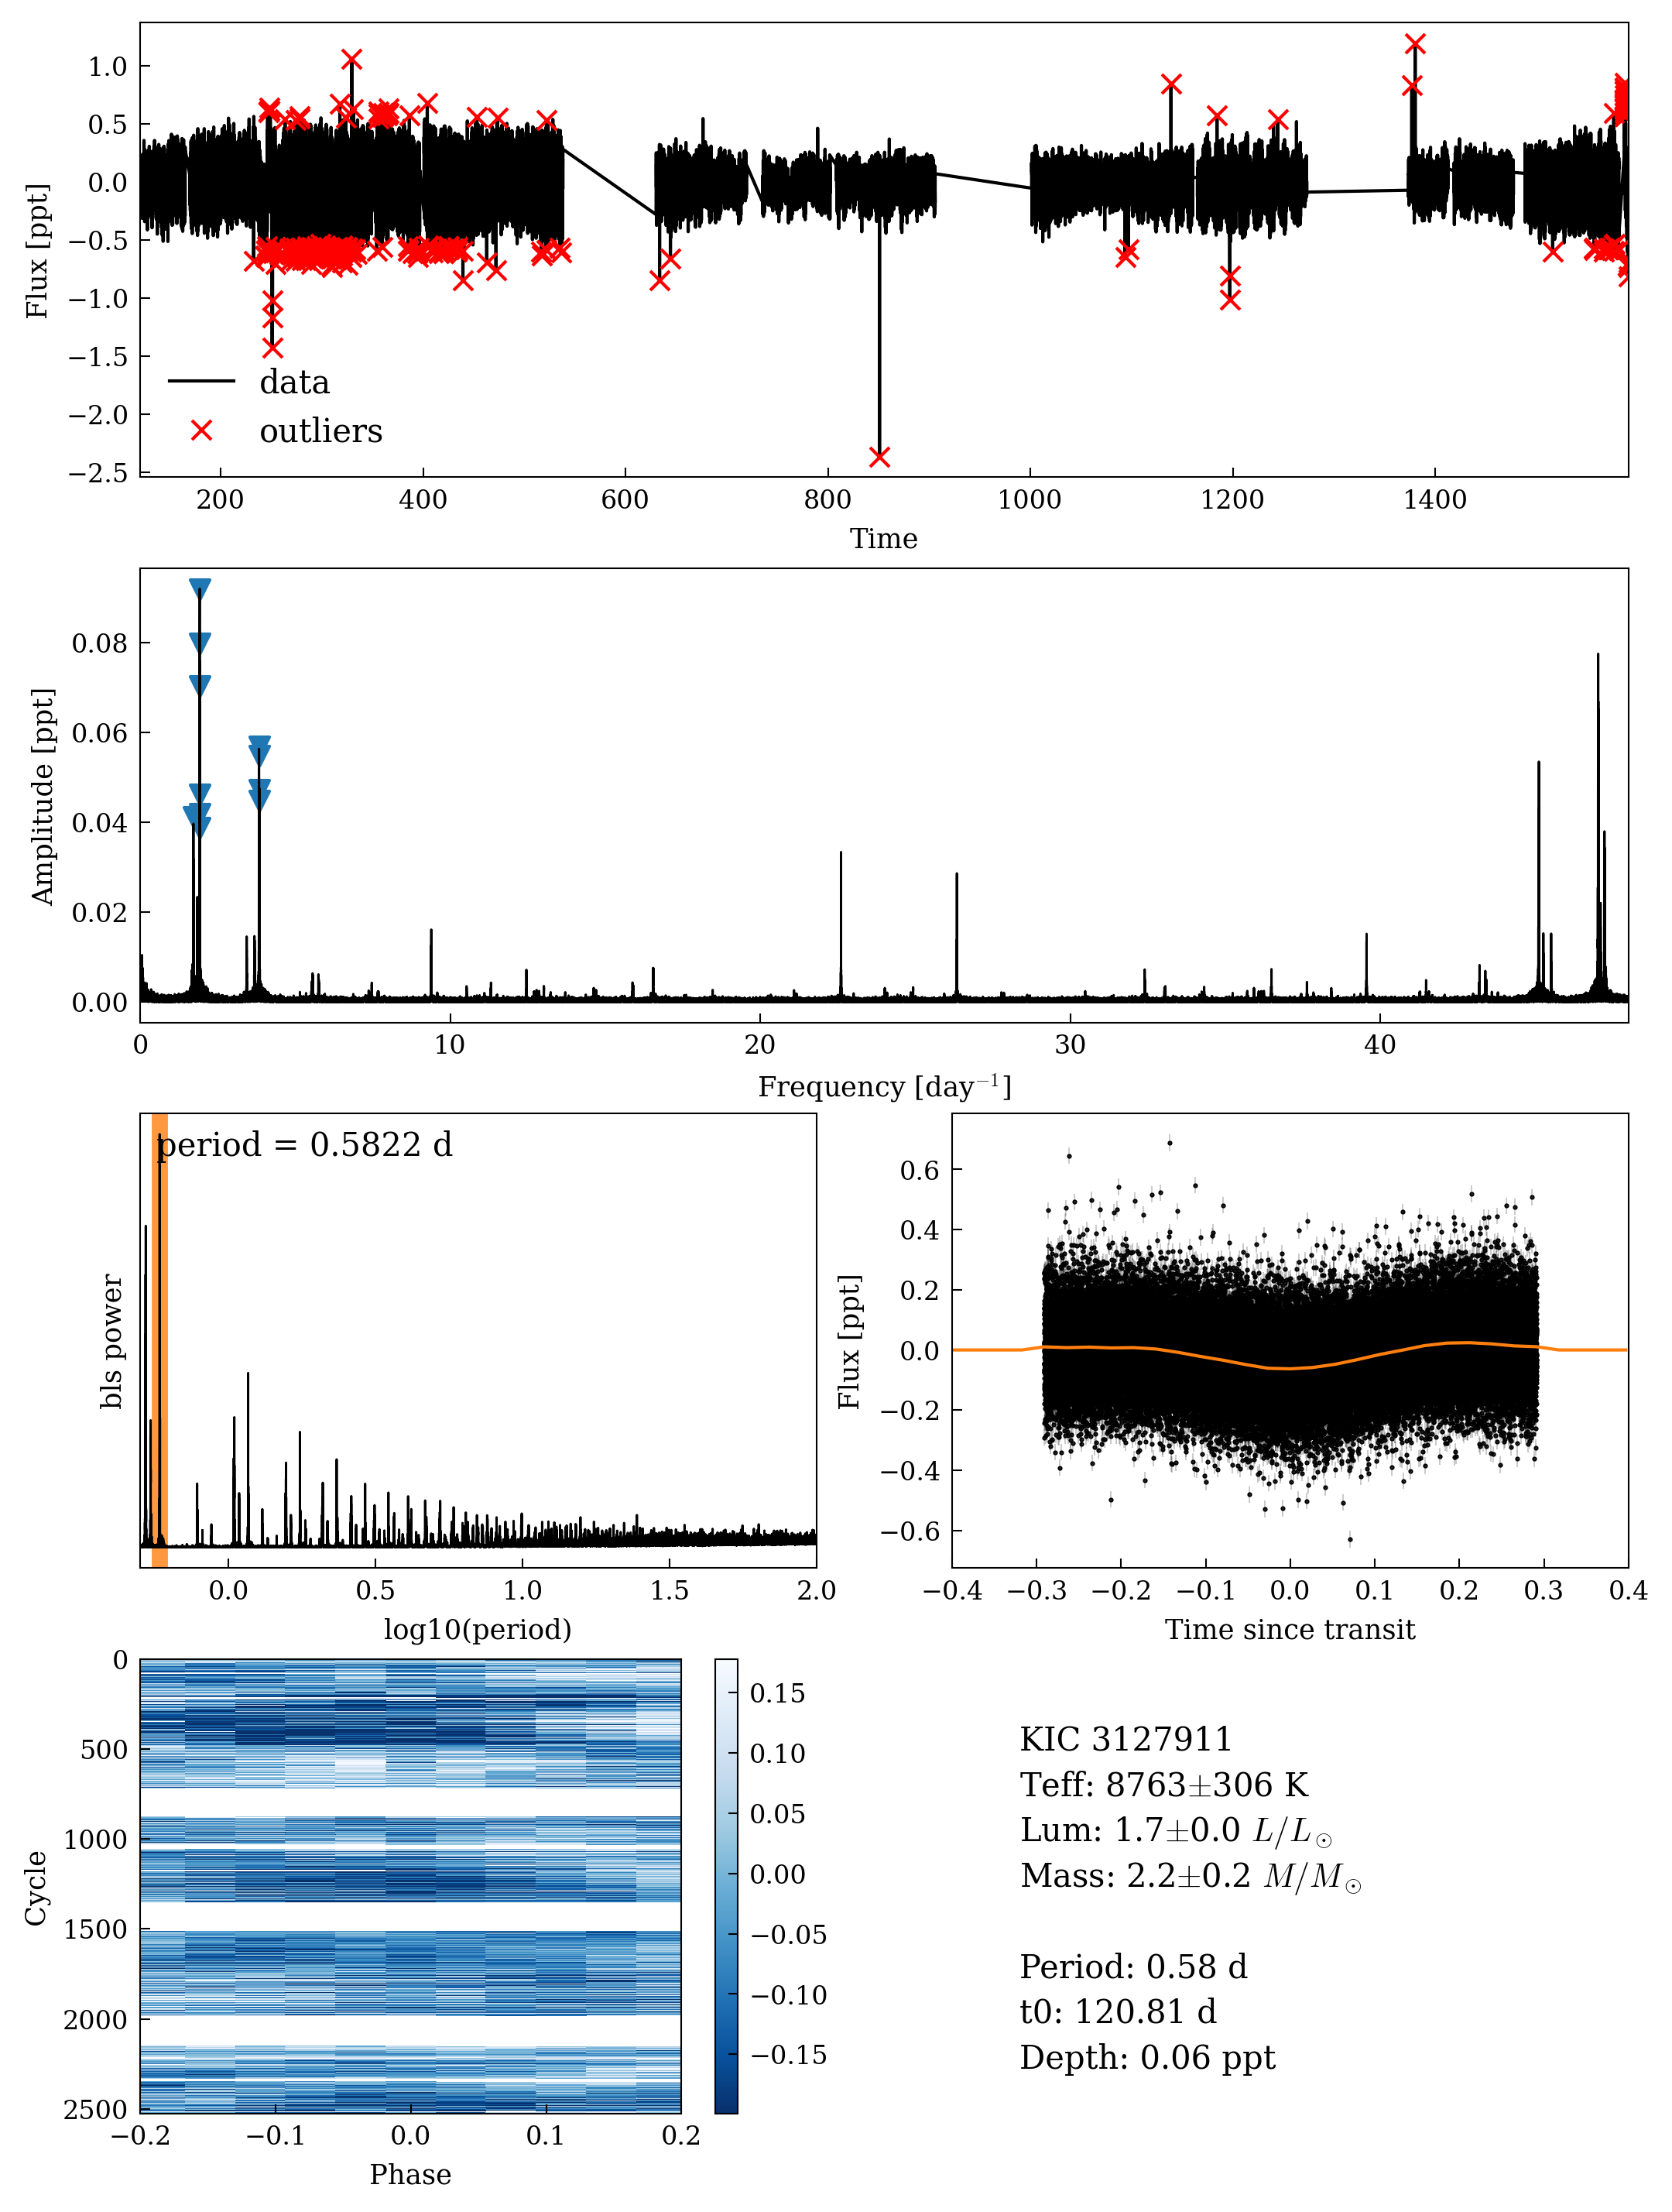 1.0
0.5
0.0
−0.5
−1.0
−1.5
−2.0
−2.5
Flux [ppt]
data
outliers
200 400 600 800 1000 1200 1400
Time
0.08
0.06
0.04
0.02
0.00
Amplitude [ppt]
0 10 20 30 40
Frequency [day⁻¹]
period = 0.5822 d
bls power
0.0 0.5 1.0 1.5 2.0
log10(period)
0.6
0.4
0.2
0.0
−0.2
−0.4
−0.6
Flux [ppt]
−0.4 −0.3 −0.2 −0.1 0.0 0.1 0.2 0.3 0.4
Time since transit
0
500
1000
1500
2000
2500
Cycle
−0.2 −0.1 0.0 0.1 0.2
Phase
0.15
0.10
0.05
0.00
−0.05
−0.10
−0.15
KIC 3127911
Teff: 8763±306 K
Lum: 1.7±0.0 L/L⊙
Mass: 2.2±0.2 M/M⊙
Period: 0.58 d
t0: 120.81 d
Depth: 0.06 ppt